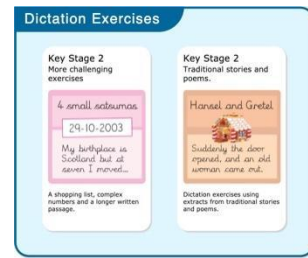 Dictation Exercises
Key Stage 2
More challenging
exercises
4 small satsumas
29-10-2003
My birthplace is
Scotland but at
seven I moved...
A shopping list, complex
numbers and a longer written
passage.
Key Stage 2
Traditional stories and
poems.
Hansel and Gretel
Suddenly the door
opened, and an old
woman came out.
Dictation exercises using
extracts from traditional stories
and poems.